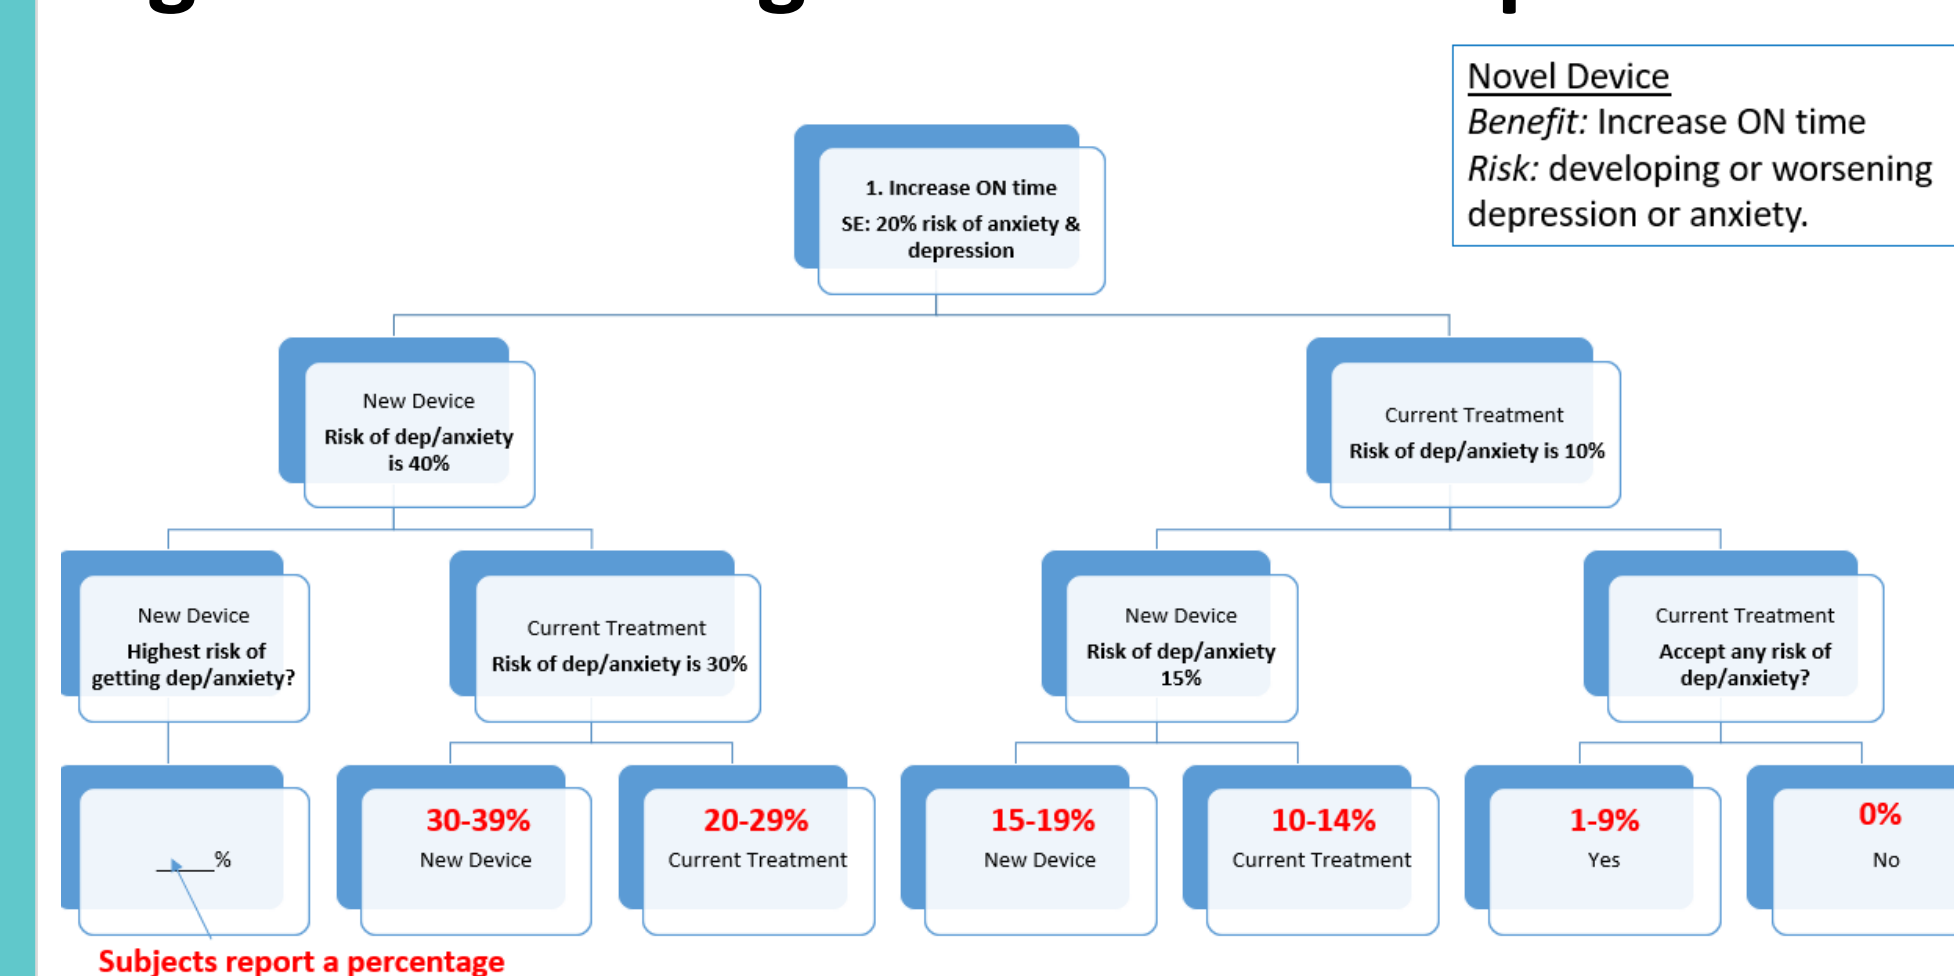 Novel Device
Benefit: Increase ON time
Risk: developing or worsening
depression or anxiety.
1. Increase ON time
SE: 20% risk of anxiety &
depression
New Device
Risk of dep/anxiety
is 40%
Current Treatment
Risk of dep/anxiety is 10%
New Device
Highest risk of
getting dep/anxiety?
Current Treatment
Risk of dep/anxiety is 30%
New Device
Risk of dep/anxiety
15%
Current Treatment
Accept any risk of
dep/anxiety?
_____%
30-39%
New Device
20-29%
Current Treatment
15-19%
New Device
10-14%
Current Treatment
1-9%
Yes
0%
No
Subjects report a percentage